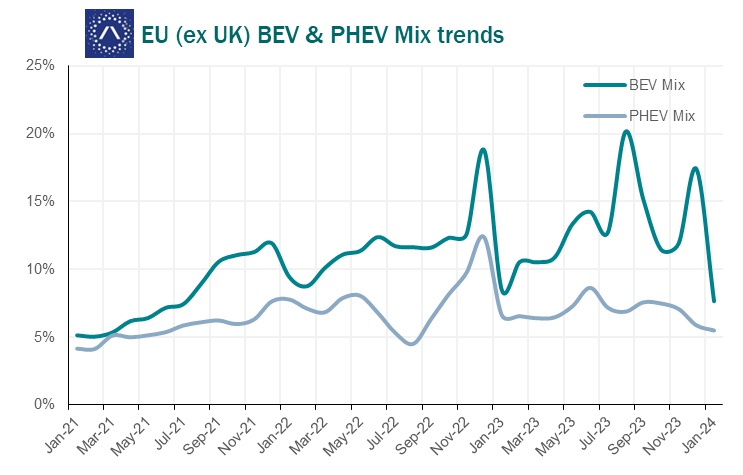 EU (ex UK) BEV & PHEV Mix trends
25%
20%
15%
10%
5%
0%
BEV Mix
PHEV Mix
Jan-21
Mar-21
May-21
Jul-21
Sep-21
Nov-21
Jan-22
Mar-22
May-22
Jul-22
Sep-22
Nov-22
Jan-23
Mar-23
May-23
Jul-23
Sep-23
Nov-23
Jan-24